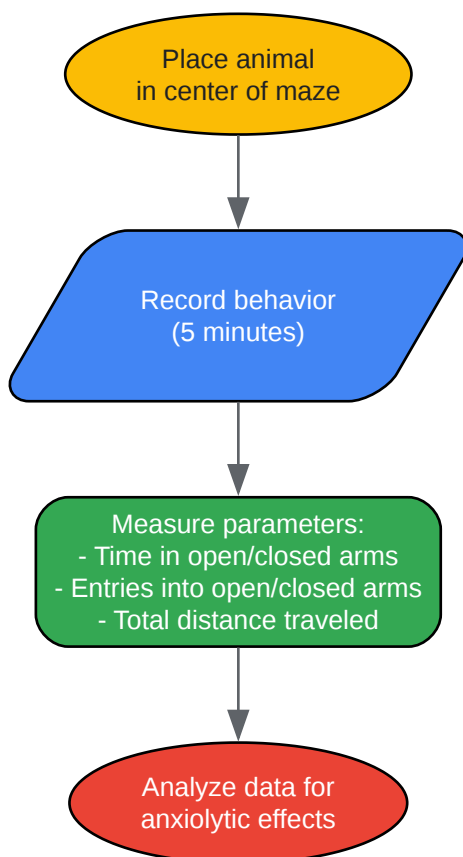 Place animal
in center of maze
Record behavior
(5 minutes)
Measure parameters:
- Time in open/closed arms
- Entries into open/closed arms
- Total distance traveled
Analyze data for
anxiolytic effects